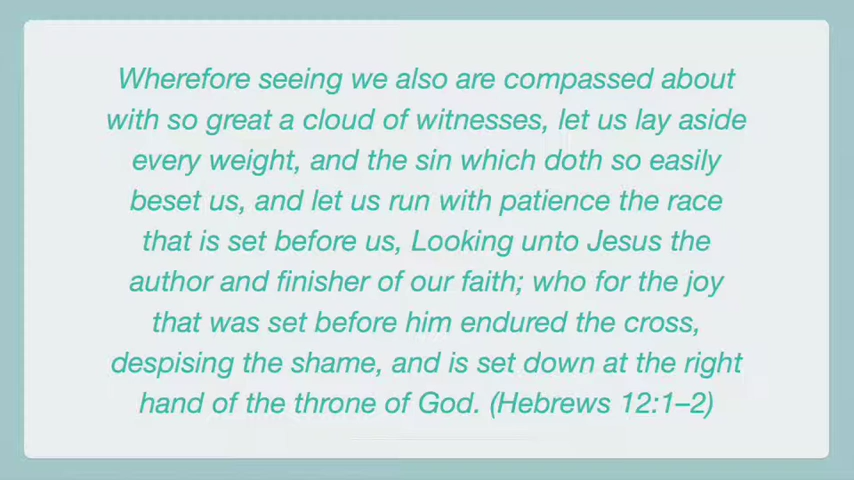 Wherefore seeing we also are compassed about
with so great a cloud of witnesses, let us lay aside
every weight, and the sin which doth so easily
beset us, and let us run with patience the race
that is set before us, Looking unto Jesus the
author and finisher of our faith; who for the joy
that was set before him endured the cross,
despising the shame, and is set down at the right
hand of the throne of God. (Hebrews 12:1–2)